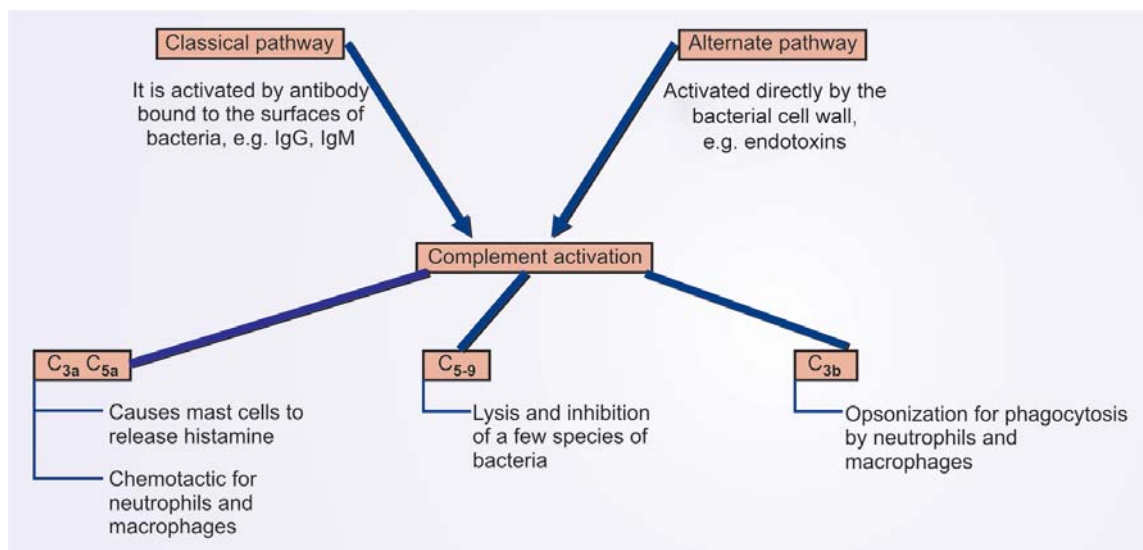 Classical pathway
It is activated by antibody
bound to the surfaces of
bacteria, e.g. IgG, IgM
Alternate pathway
Activated directly by the
bacterial cell wall,
e.g. endotoxins
Complement activation
C3a C5a
Causes mast cells to
release histamine
Chemotactic for
neutrophils and
macrophages
C5-9
Lysis and inhibition
of a few species of
bacteria
C3b
Opsonization for phagocytosis
by neutrophils and
macrophages